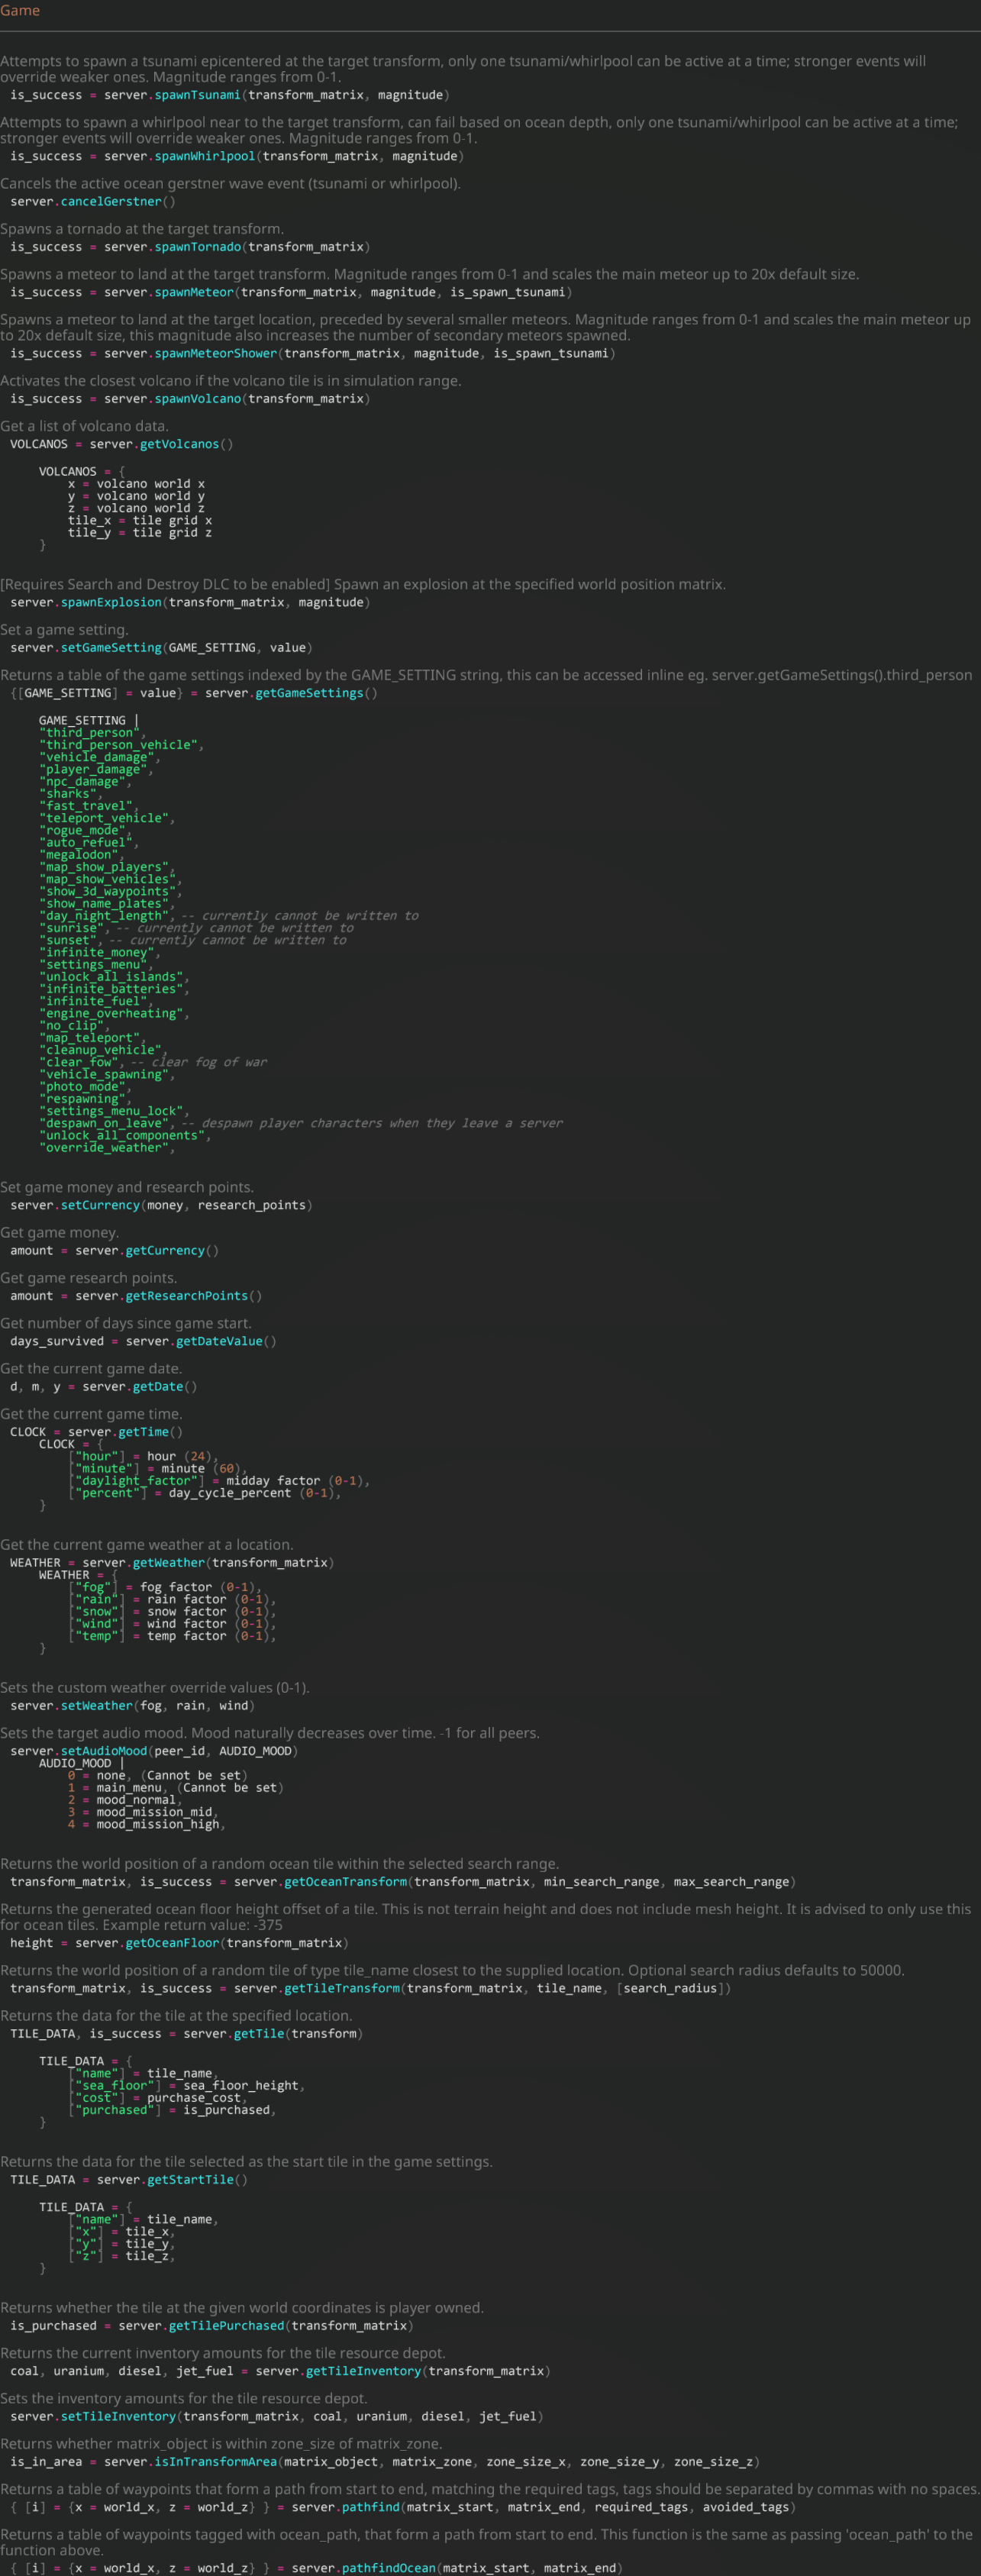 Game
Attempts to spawn a tsunami epicentered at the target transform, only one tsunami/whirlpool can be active at a time; stronger events will
override weaker ones. Magnitude ranges from 0-1.
is_success = server.spawnTsunami(transform_matrix, magnitude)
Attempts to spawn a whirlpool near to the target transform, can fail based on ocean depth, only one tsunami/whirlpool can be active at a time;
stronger events will override weaker ones. Magnitude ranges from 0-1.
is_success = server.spawnWhirlpool(transform_matrix, magnitude)
Cancels the active ocean gerstner wave event (tsunami or whirlpool).
server.cancelGerstner()
Spawns a tornado at the target transform.
is_success = server.spawnTornado(transform_matrix)
Spawns a meteor to land at the target transform. Magnitude ranges from 0-1 and scales the main meteor up to 20x default size.
is_success = server.spawnMeteor(transform_matrix, magnitude, is_spawn_tsunami)
Spawns a meteor to land at the target location, preceded by several smaller meteors. Magnitude ranges from 0-1 and scales the main meteor up
to 20x default size, this magnitude also increases the number of secondary meteors spawned.
is_success = server.spawnMeteorShower(transform_matrix, magnitude, is_spawn_tsunami)
Activates the closest volcano if the volcano tile is in simulation range.
is_success = server.spawnVolcano(transform_matrix)
Get a list of volcano data.
VOLCANOS = server.getVolcanos()
VOLCANOS = {
x = volcano world x
y = volcano world y
z = volcano world z
tile_x = tile grid x
tile_y = tile grid z
}
[Requires Search and Destroy DLC to be enabled] Spawn an explosion at the specified world position matrix.
server.spawnExplosion(transform_matrix, magnitude)
Set a game setting.
server.setGameSetting(GAME_SETTING, value)
Returns a table of the game settings indexed by the GAME_SETTING string, this can be accessed inline eg. server.getGameSettings().third_person
{[GAME_SETTING] = value} = server.getGameSettings()
GAME_SETTING |
"third_person",
"third_person_vehicle",
"vehicle_damage",
"player_damage",
"npc_damage",
"sharks",
"fast_travel",
"teleport_vehicle",
"rogue_mode",
"auto_refuel",
"megalodon",
"map_show_players",
"map_show_vehicles",
"show_3d_waypoints",
"show_name_plates",
"day_night_length", -- currently cannot be written to
"sunrise", -- currently cannot be written to
"sunset", -- currently cannot be written to
"infinite_money",
"settings_menu",
"unlock_all_islands",
"infinite_batteries",
"infinite_fuel",
"engine_overheating",
"no_clip",
"map_teleport",
"cleanup_vehicle",
"clear_fow", -- clear fog of war
"vehicle_spawning",
"photo_mode",
"respawning",
"settings_menu_lock",
"despawn_on_leave", -- despawn player characters when they leave a server
"unlock_all_components",
"override_weather",
Set game money and research points.
server.setCurrency(money, research_points)
Get game money.
amount = server.getCurrency()
Get game research points.
amount = server.getResearchPoints()
Get number of days since game start.
days_survived = server.getDateValue()
Get the current game date.
d, m, y = server.getDate()
Get the current game time.
CLOCK = server.getTime()
CLOCK = {
["hour"] = hour (24),
["minute"] = minute (60),
["daylight_factor"] = midday factor (0-1),
["percent"] = day_cycle_percent (0-1),
}
Get the current game weather at a location.
WEATHER = server.getWeather(transform_matrix)
WEATHER = {
["fog"] = fog factor (0-1),
["rain"] = rain factor (0-1),
["snow"] = snow factor (0-1),
["wind"] = wind factor (0-1),
["temp"] = temp factor (0-1),
}
Sets the custom weather override values (0-1).
server.setWeather(fog, rain, wind)
Sets the target audio mood. Mood naturally decreases over time. -1 for all peers.
server.setAudioMood(peer_id, AUDIO_MOOD)
AUDIO_MOOD |
0 = none, (Cannot be set)
1 = main_menu, (Cannot be set)
2 = mood_normal,
3 = mood_mission_mid,
4 = mood_mission_high,
Returns the world position of a random ocean tile within the selected search range.
transform_matrix, is_success = server.getOceanTransform(transform_matrix, min_search_range, max_search_range)
Returns the generated ocean floor height offset of a tile. This is not terrain height and does not include mesh height. It is advised to only use this
for ocean tiles. Example return value: -375
height = server.getOceanFloor(transform_matrix)
Returns the world position of a random tile of type tile_name closest to the supplied location. Optional search radius defaults to 50000.
transform_matrix, is_success = server.getTileTransform(transform_matrix, tile_name, [search_radius])
Returns the data for the tile at the specified location.
TILE_DATA, is_success = server.getTile(transform)
TILE_DATA = {
["name"] = tile_name,
["sea_floor"] = sea_floor_height,
["cost"] = purchase_cost,
["purchased"] = is_purchased,
}
Returns the data for the tile selected as the start tile in the game settings.
TILE_DATA = server.getStartTile()
TILE_DATA = {
["name"] = tile_name,
["x"] = tile_x,
["y"] = tile_y,
["z"] = tile_z,
}
Returns whether the tile at the given world coordinates is player owned.
is_purchased = server.getTilePurchased(transform_matrix)
Returns the current inventory amounts for the tile resource depot.
coal, uranium, diesel, jet_fuel = server.getTileInventory(transform_matrix)
Sets the inventory amounts for the tile resource depot.
server.setTileInventory(transform_matrix, coal, uranium, diesel, jet_fuel)
Returns whether matrix_object is within zone_size of matrix_zone.
is_in_area = server.isInTransformArea(matrix_object, matrix_zone, zone_size_x, zone_size_y, zone_size_z)
Returns a table of waypoints that form a path from start to end, matching the required tags, tags should be separated by commas with no spaces.
{ [i] = {x = world_x, z = world_z} } = server.pathfind(matrix_start, matrix_end, required_tags, avoided_tags)
Returns a table of waypoints tagged with ocean_path, that form a path from start to end. This function is the same as passing 'ocean_path' to the
function above.
{ [i] = {x = world_x, z = world_z} } = server.pathfindOcean(matrix_start, matrix_end)